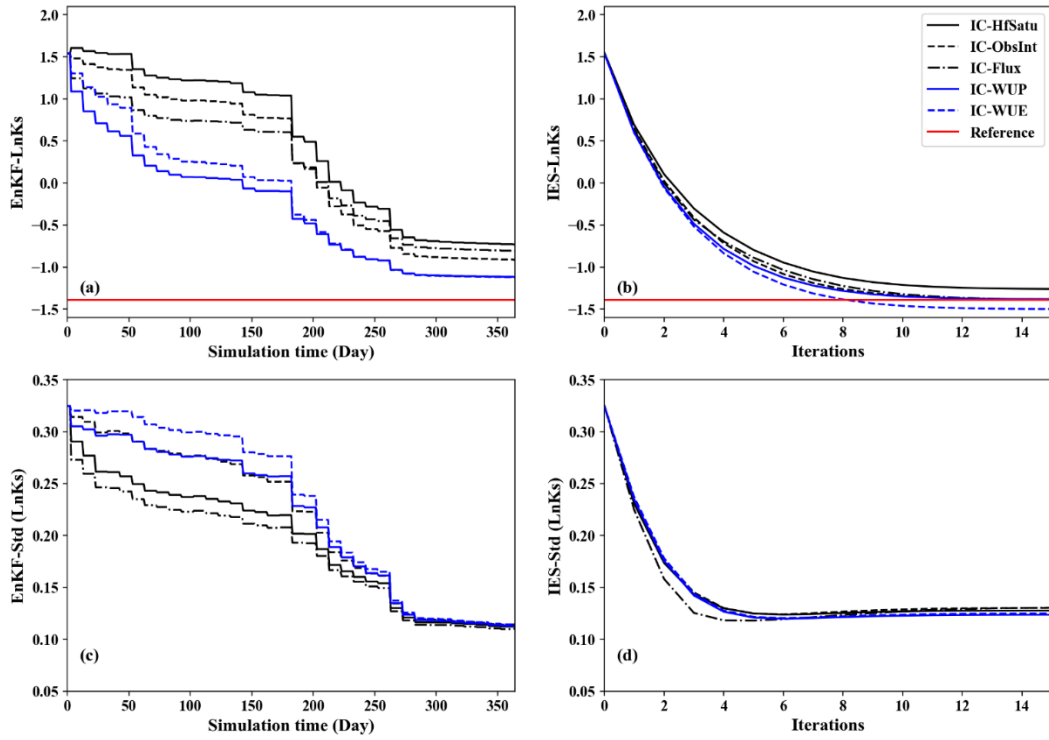 2.0
1.5
1.0
0.5
0.0
−0.5
−1.0
−1.5
EnKF-LnKs
(a)
0 50 100 150 200 250 300 350
Simulation time (Day)
2.0
1.5
1.0
0.5
0.0
−0.5
−1.0
−1.5
IES-LnKs
IC-HfSatu
IC-ObsInt
IC-Flux
IC-WUP
IC-WUE
Reference
(b)
0 2 4 6 8 10 12 14
Iterations
0.35
0.30
0.25
0.20
0.15
0.10
0.05
EnKF-Std (LnKs)
(c)
0 50 100 150 200 250 300 350
Simulation time (Day)
0.35
0.30
0.25
0.20
0.15
0.10
0.05
IES-Std (LnKs)
(d)
0 2 4 6 8 10 12 14
Iterations